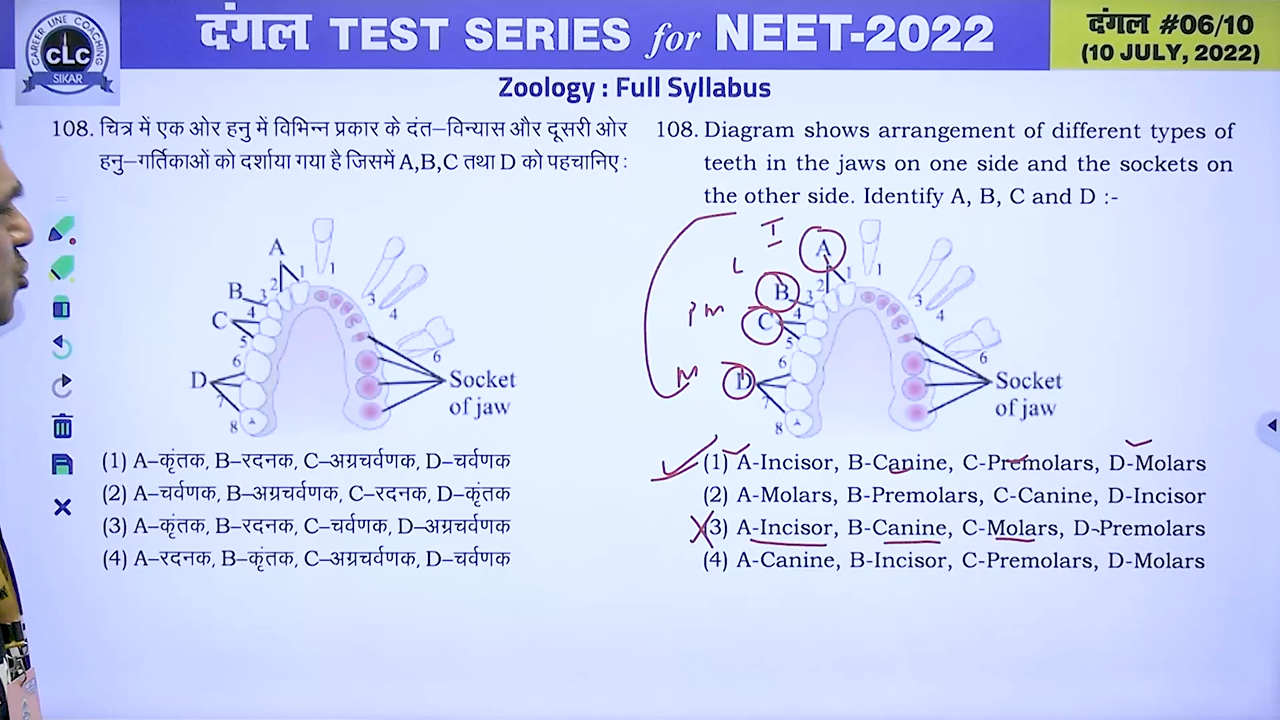 CAREER LINE COACHING
CLC
SIKAR
दंगल TEST SERIES for NEET-2022
दंगल #06/10
(10 JULY, 2022)
Zoology : Full Syllabus
108. चित्र में एक ओर हनु में विभिन्न प्रकार के दंत–विन्यास और दूसरी ओर
हनु–गर्तिकाओं को दर्शाया गया है जिसमें A,B,C तथा D को पहचानिए :
A
1
1
2
B
3
3
C
4
4
5
6
6
D
7
8
Socket
of jaw
(1) A–कृंतक, B–रदनक, C–अग्रचर्वणक, D–चर्वणक
(2) A–चर्वणक, B–अग्रचर्वणक, C–रदनक, D–कृंतक
(3) A–कृंतक, B–रदनक, C–चर्वणक, D–अग्रचर्वणक
(4) A–रदनक, B–कृंतक, C–अग्रचर्वणक, D–चर्वणक
108. Diagram shows arrangement of different types of
teeth in the jaws on one side and the sockets on
the other side. Identify A, B, C and D :-
I
A
1
1
2
B
3
3
PM
C
4
4
5
6
6
M
D
7
8
Socket
of jaw
(1) A-Incisor, B-Canine, C-Premolars, D-Molars
(2) A-Molars, B-Premolars, C-Canine, D-Incisor
(3) A-Incisor, B-Canine, C-Molars, D-Premolars
(4) A-Canine, B-Incisor, C-Premolars, D-Molars